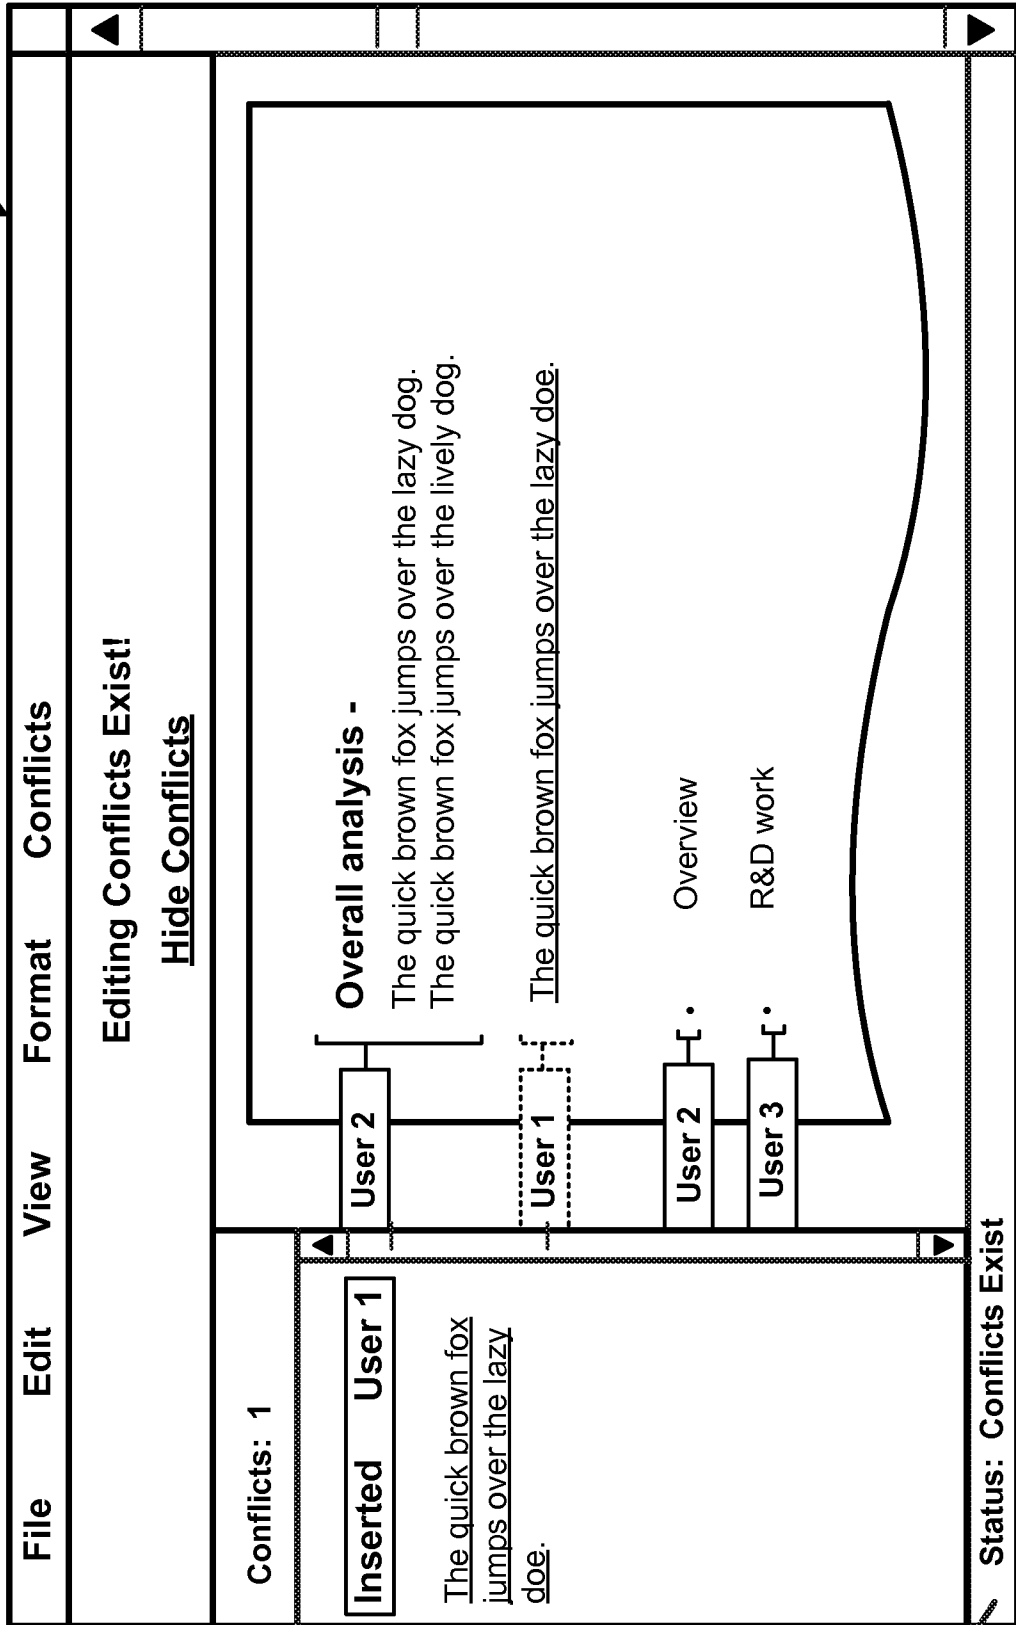 File Edit View Format Conflicts
Editing Conflicts Exist!
Hide Conflicts
Conflicts: 1
Inserted User 1
The quick brown fox
jumps over the lazy
doe.
User 2
Overall analysis -
The quick brown fox jumps over the lazy dog.
The quick brown fox jumps over the lively dog.
User 1
The quick brown fox jumps over the lazy doe.
User 2 • Overview
User 3 • R&D work
Status: Conflicts Exist